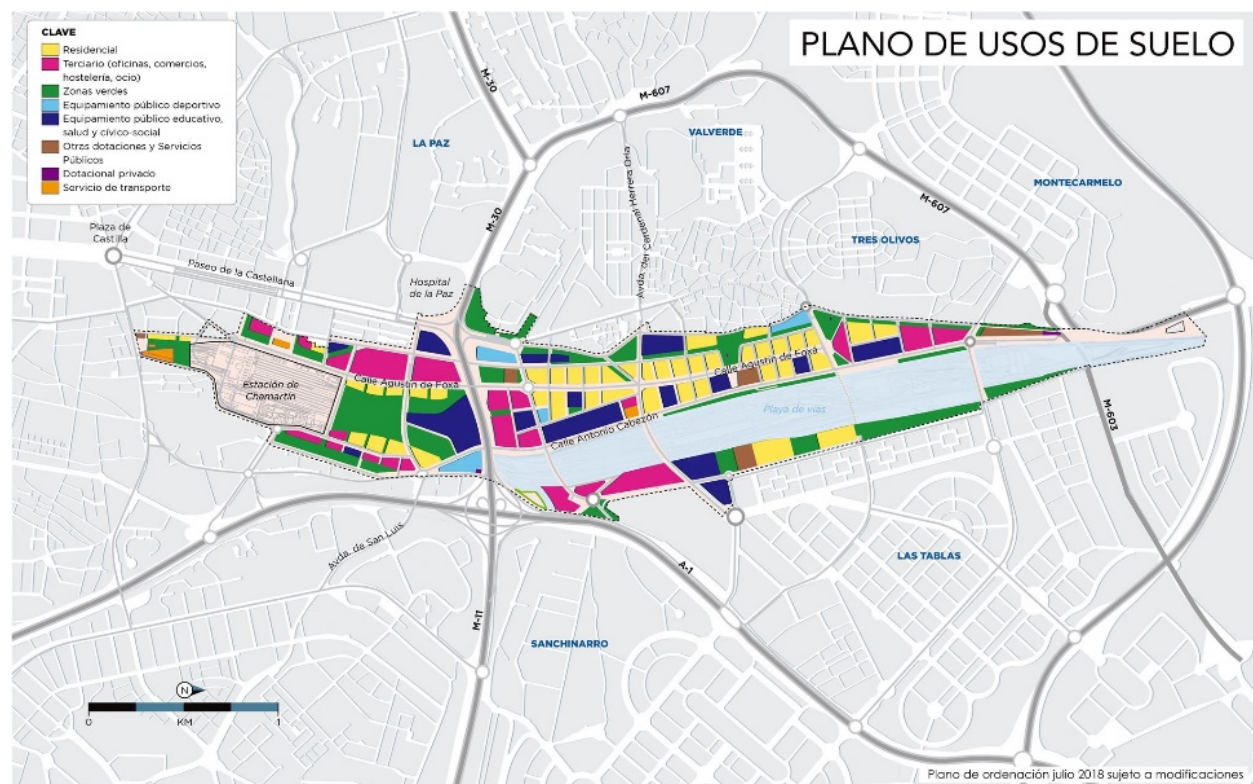 PLANO DE USOS DE SUELO
CLAVE
Residencial
Terciario (oficinas, comercios,
hostelería, ocio)
Zonas verdes
Equipamiento público deportivo
Equipamiento público educativo,
salud y cívico-social
Otras dotaciones y Servicios
Públicos
Dotacional privado
Servicio de transporte
M-30
M-607
LA PAZ
VALVERDE
MONTECARMELO
M-607
Plaza de
Castilla
Paseo de la Castellana
M-30
Avda. del Cardenal Herrera Oria
TRES OLIVOS
Hospital
de la Paz
Estación de
Chamartín
Calle Agustín de Foxá
Calle Agustín de Foxá
Calle Antonio Cabezón
Playa de vías
M-603
Avda. de San Luis
A-1
LAS TABLAS
M-11
SANCHINARRO
N
0
KM
1
Plano de ordenación julio 2018 sujeto a modificaciones